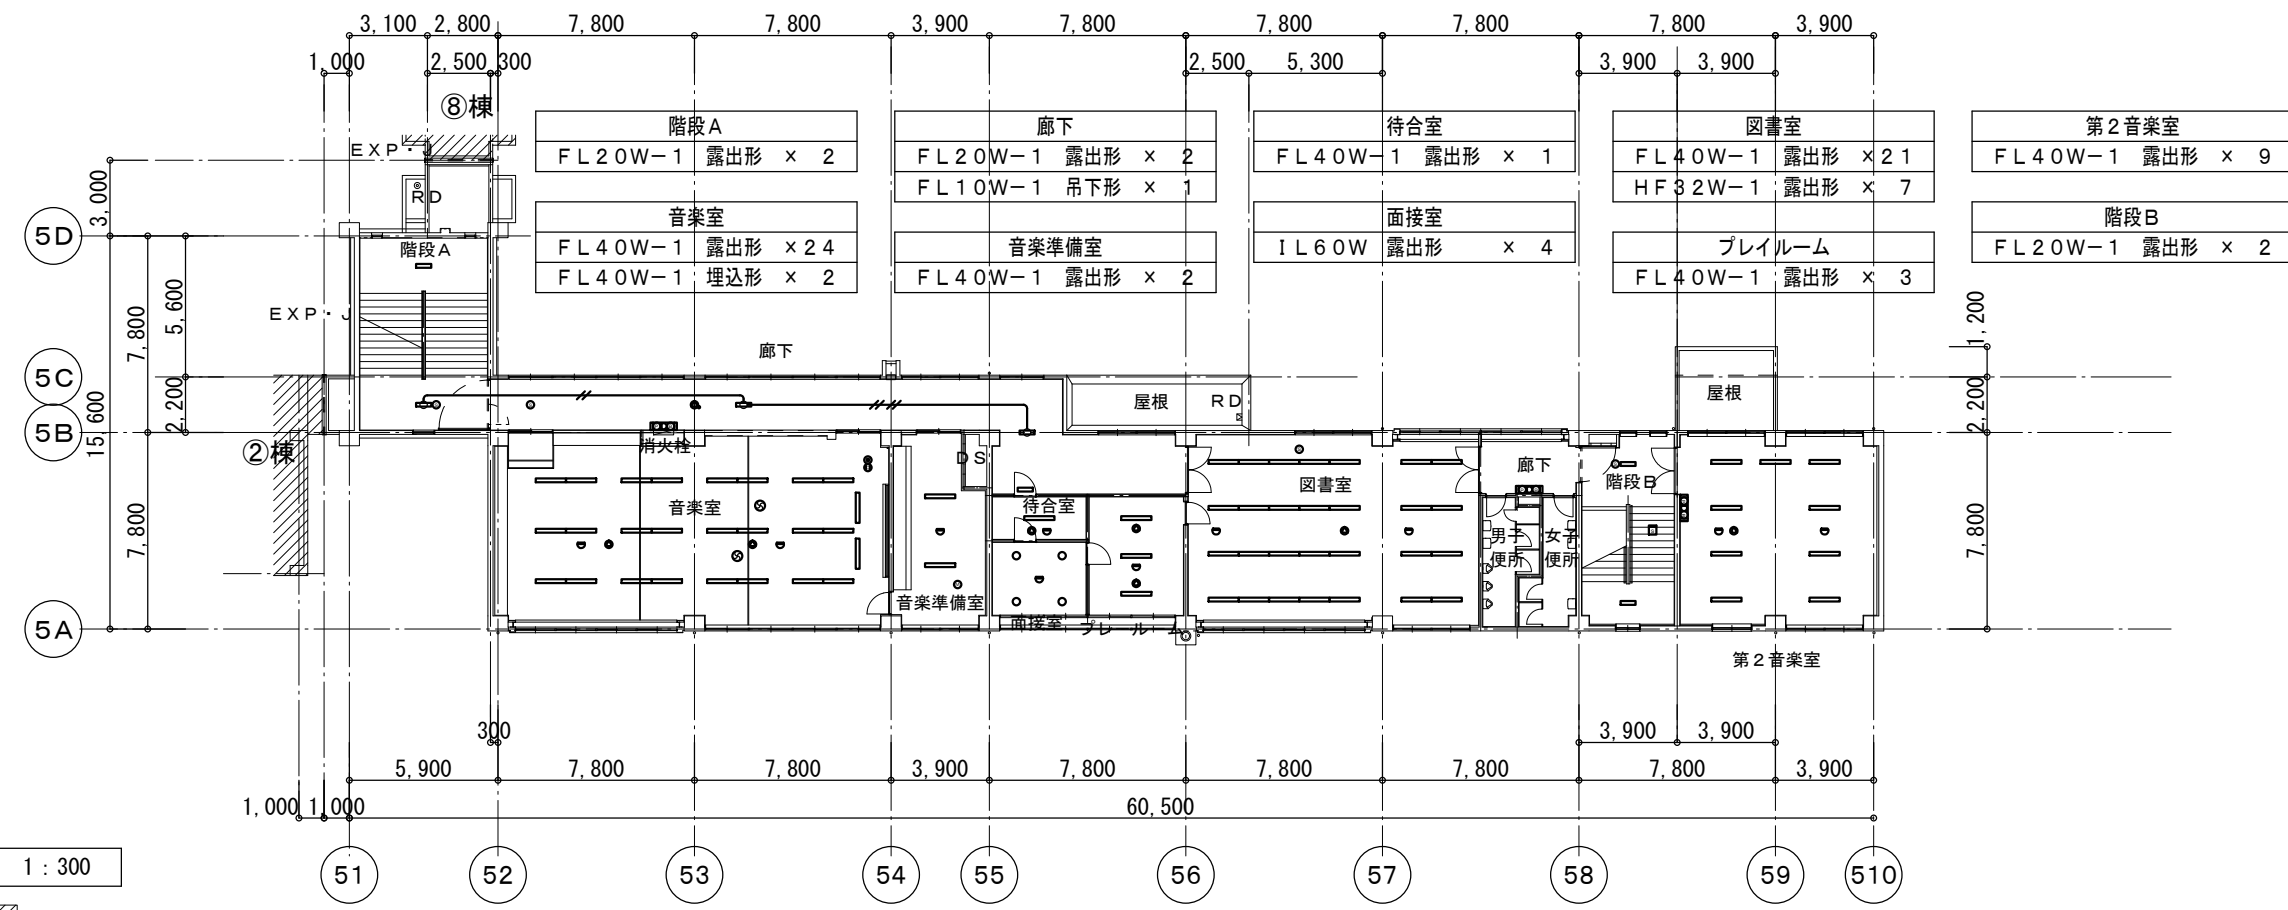 3,100 2,800 7,800 7,800 3,900 7,800 7,800 7,800 7,800 3,900
1,000 2,500 300 2,500 5,300 3,900 3,900
⑧棟
階段A
FL20W-1 露出形 × 2
廊下
FL20W-1 露出形 × 2
FL10W-1 吊下形 × 1
待合室
FL40W-1 露出形 × 1
図書室
FL40W-1 露出形 ×21
HF32W-1 露出形 × 7
第2音楽室
FL40W-1 露出形 × 9
音楽室
FL40W-1 露出形 ×24
FL40W-1 埋込形 × 2
音楽準備室
FL40W-1 露出形 × 2
面接室
IL60W 露出形 × 4
プレイルーム
FL40W-1 露出形 × 3
階段B
FL20W-1 露出形 × 2
EXP・J
RD
3,000
5D
階段A
5,600
7,800
EXP・J
1,200
廊下
5C
2,200
15,600
屋根 RD
屋根
2,200
5B
②棟
消火栓
DS
廊下
音楽室
待合室
図書室
階段B
男子便所
女子便所
7,800
7,800
音楽準備室
面接室
プレールーム
5A
第2音楽室
300 3,900 3,900
5,900 7,800 7,800 3,900 7,800 7,800 7,800 7,800 3,900
1,000 1,000 60,500
1:300
51 52 53 54 55 56 57 58 59 510